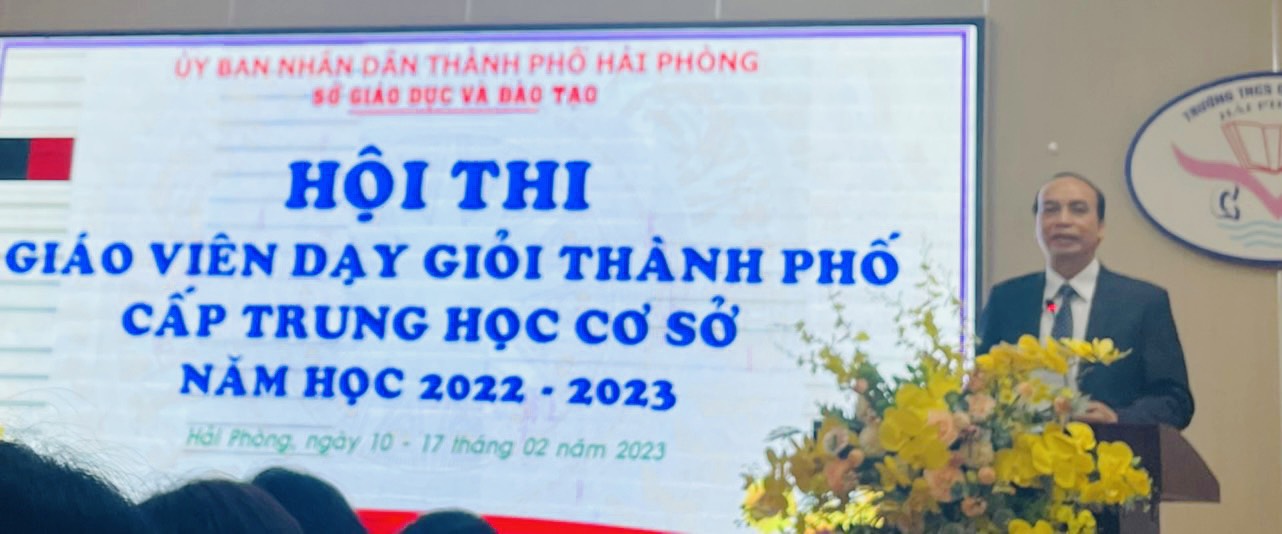 ỦY BAN NHÂN DÂN THÀNH PHỐ HẢI PHÒNG
SỞ GIÁO DỤC VÀ ĐÀO TẠO
HỘI THI
GIÁO VIÊN DẠY GIỎI THÀNH PHỐ
CẤP TRUNG HỌC CƠ SỞ
NĂM HỌC 2022 - 2023
Hải Phòng, ngày 10 - 17 tháng 02 năm 2023
TRƯỜNG THCS